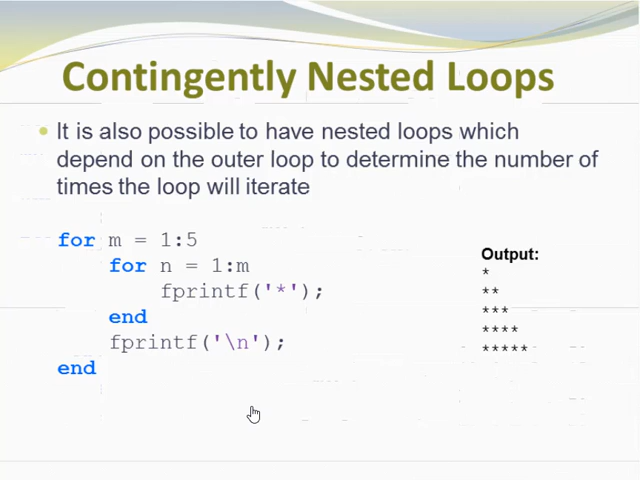 Contingently Nested Loops
It is also possible to have nested loops which
depend on the outer loop to determine the number of
times the loop will iterate
for m = 1:5
for n = 1:m
fprintf('*');
end
fprintf('\n');
end
Output:
*
**
***
****
*****